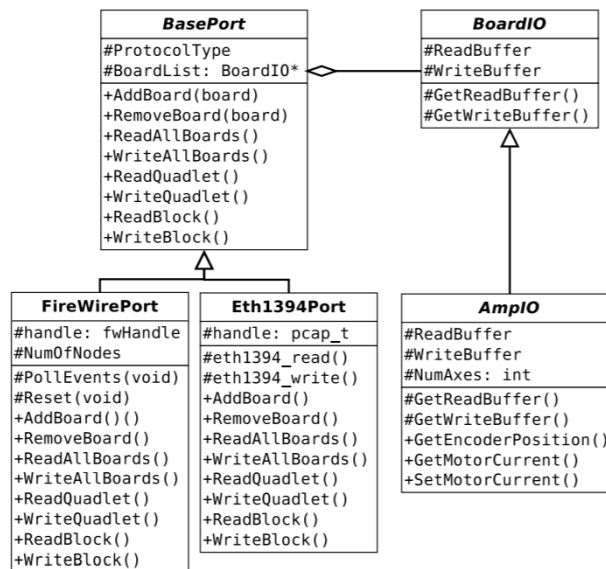 BasePort
#ProtocolType
#BoardList: BoardIO*
+AddBoard(board)
+RemoveBoard(board)
+ReadAllBoards()
+WriteAllBoards()
+ReadQuadlet()
+WriteQuadlet()
+ReadBlock()
+WriteBlock()
BoardIO
#ReadBuffer
#WriteBuffer
#GetReadBuffer()
#GetWriteBuffer()
FireWirePort
#handle: fwHandle
#NumOfNodes
#PollEvents(void)
#Reset(void)
+AddBoard()()
+RemoveBoard()
+ReadAllBoards()
+WriteAllBoards()
+ReadQuadlet()
+WriteQuadlet()
+ReadBlock()
+WriteBlock()
Eth1394Port
#handle: pcap_t
#eth1394_read()
#eth1394_write()
+AddBoard()
+RemoveBoard()
+ReadAllBoards()
+WriteAllBoards()
+ReadQuadlet()
+WriteQuadlet()
+ReadBlock()
+WriteBlock()
AmpIO
#ReadBuffer
#WriteBuffer
#NumAxes: int
#GetReadBuffer()
#GetWriteBuffer()
+GetEncoderPosition()
+GetMotorCurrent()
+SetMotorCurrent()